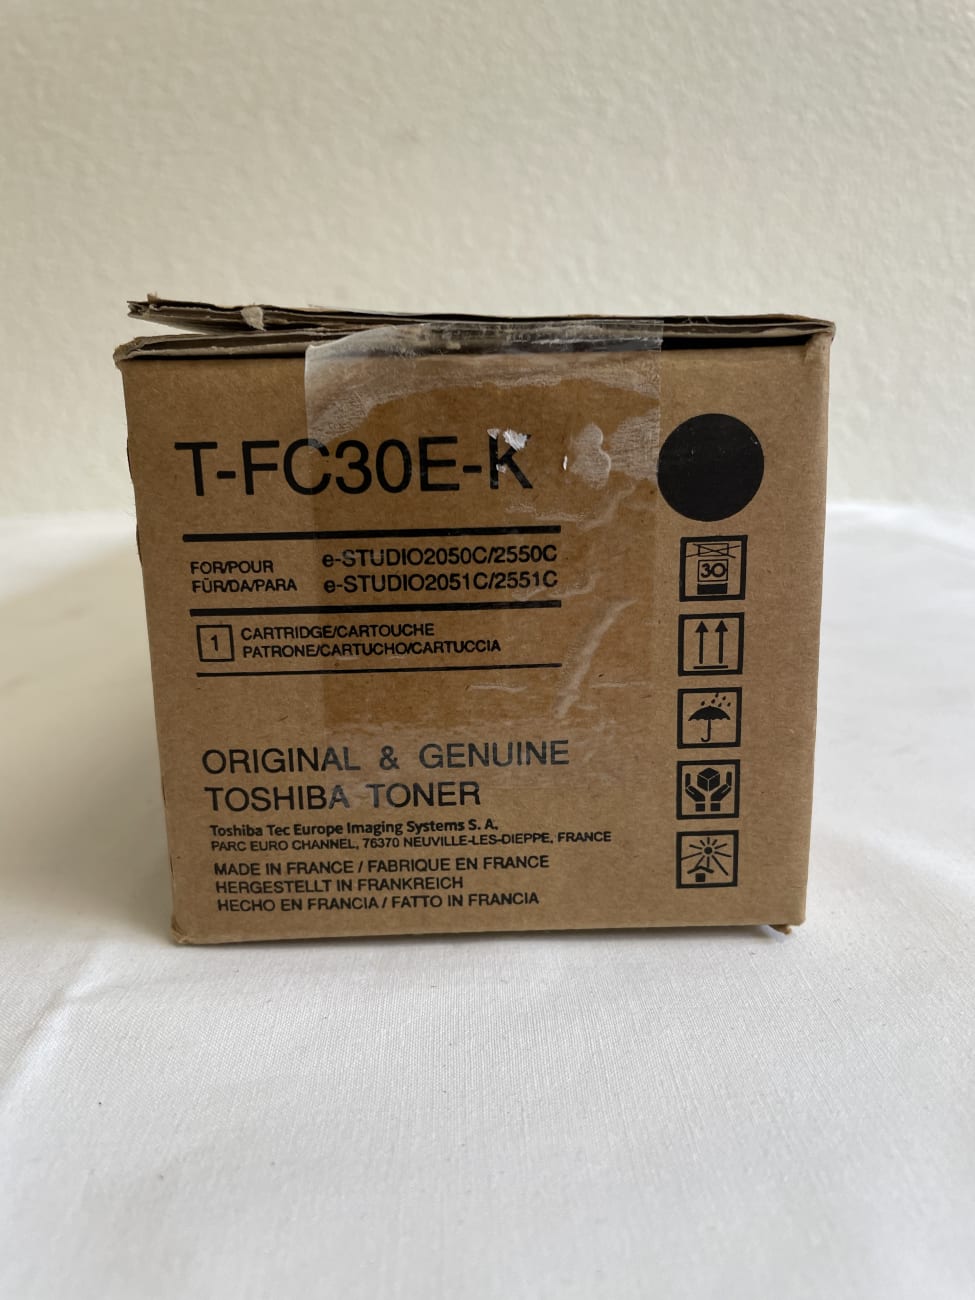 T-FC30E-K
FOR/POUR
FÜR/DA/PARA
e-STUDIO2050C/2550C
e-STUDIO2051C/2551C
1
CARTRIDGE/CARTOUCHE
PATRONE/CARTUCHO/CARTUCCIA
30
ORIGINAL & GENUINE
TOSHIBA TONER
Toshiba Tec Europe Imaging Systems S. A.
PARC EURO CHANNEL, 76370 NEUVILLE-LES-DIEPPE, FRANCE
MADE IN FRANCE / FABRIQUE EN FRANCE
HERGESTELLT IN FRANKREICH
HECHO EN FRANCIA / FATTO IN FRANCIA